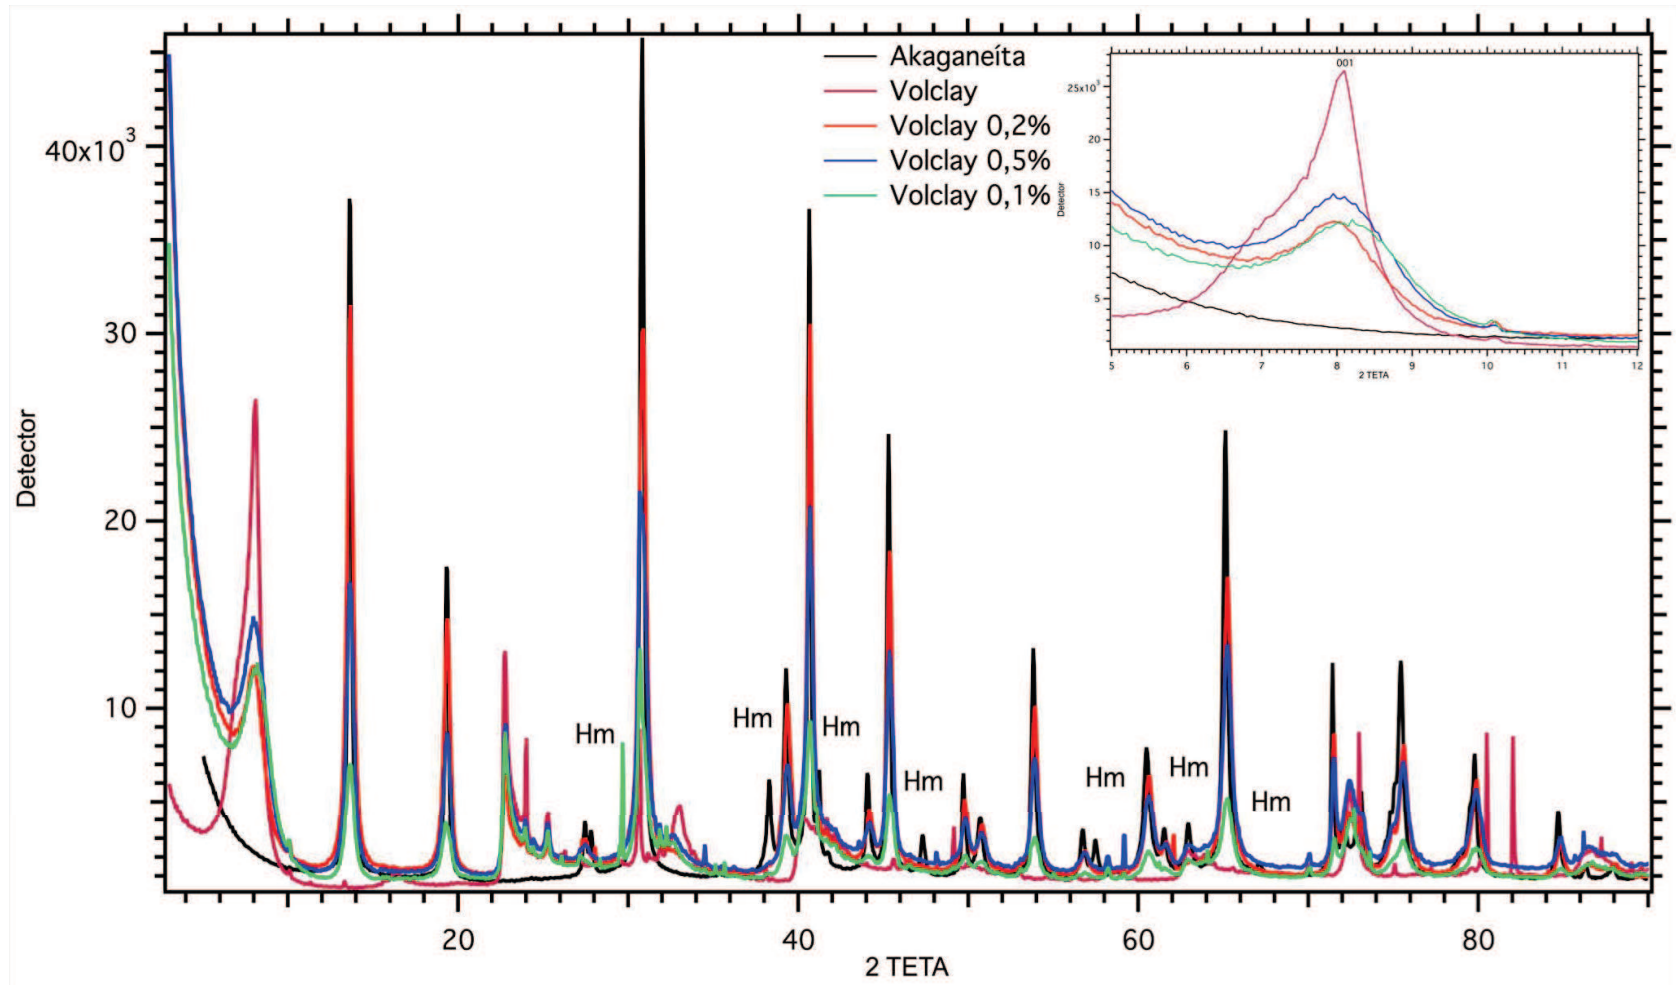 Akaganeíta
Volclay
Volclay 0,2%
Volclay 0,5%
Volclay 0,1%
40x10³
30
20
10
Detector
20
40
60
80
2 TETA
Hm
Hm
Hm
Hm
Hm
Hm
Hm
001
25x10³
20
15
10
5
Detector
5
6
7
8
9
10
11
12
2 TETA